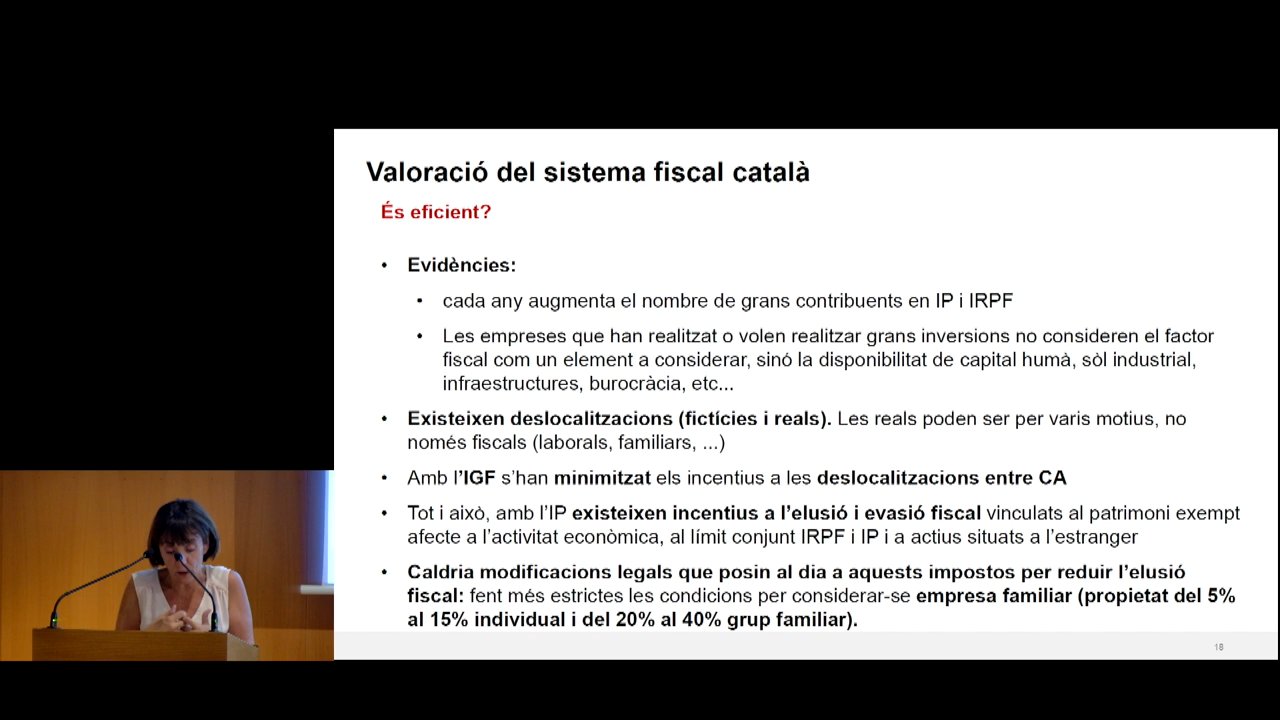 Valoració del sistema fiscal català
És eficient?
• Evidències:
• cada any augmenta el nombre de grans contribuents en IP i IRPF
• Les empreses que han realitzat o volen realitzar grans inversions no consideren el factor
fiscal com un element a considerar, sinó la disponibilitat de capital humà, sòl industrial,
infraestructures, burocràcia, etc...
• Existeixen deslocalitzacions (fictícies i reals). Les reals poden ser per varis motius, no
només fiscals (laborals, familiars, ...)
• Amb l’IGF s’han minimitzat els incentius a les deslocalitzacions entre CA
• Tot i això, amb l’IP existeixen incentius a l’elusió i evasió fiscal vinculats al patrimoni exempt
afecte a l’activitat econòmica, al límit conjunt IRPF i IP i a actius situats a l’estranger
• Caldria modificacions legals que posin al dia a aquests impostos per reduir l’elusió
fiscal: fent més estrictes les condicions per considerar-se empresa familiar (propietat del 5%
al 15% individual i del 20% al 40% grup familiar).
18